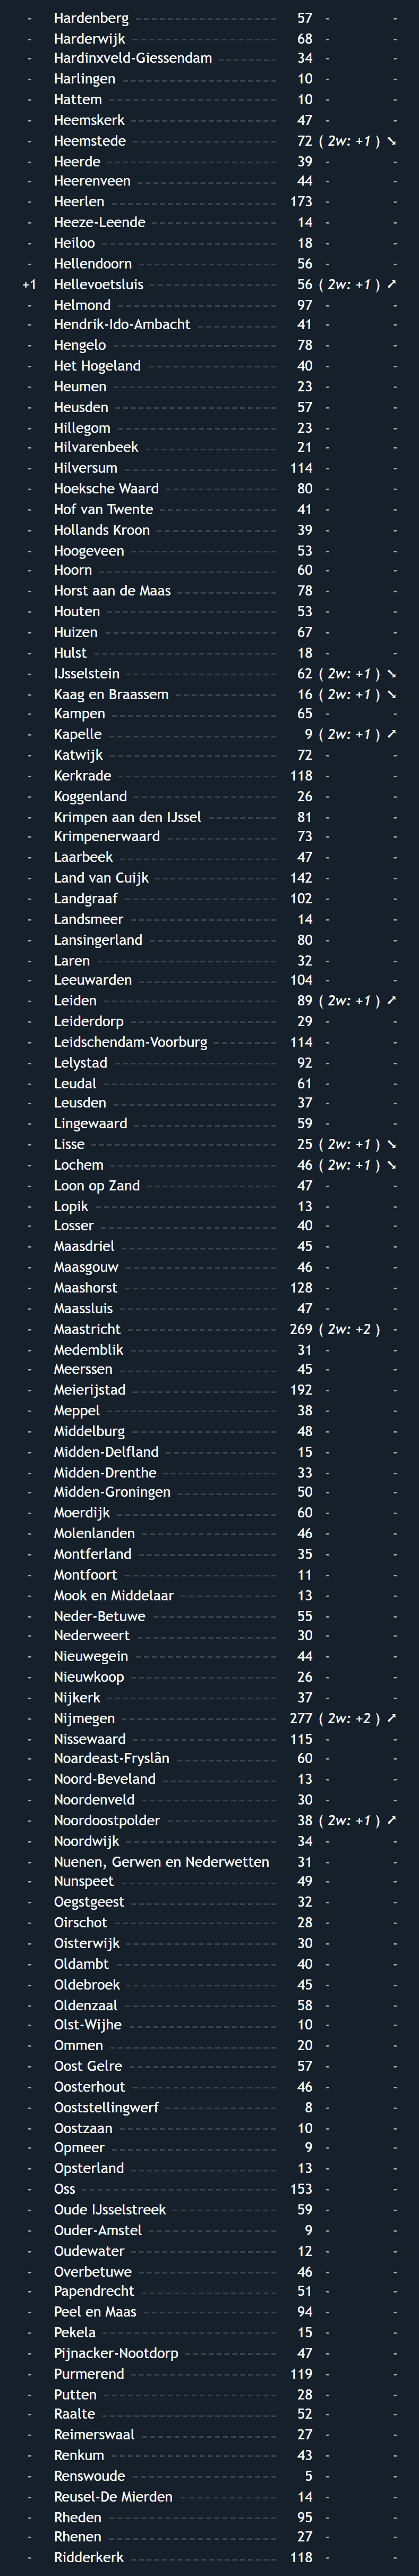 - Hardenberg 57 - -
- Harderwijk 68 - -
- Hardinxveld-Giessendam 34 - -
- Harlingen 10 - -
- Hattem 10 - -
- Heemskerk 47 - -
- Heemstede 72 ( 2w: +1 ) ➘
- Heerde 39 - -
- Heerenveen 44 - -
- Heerlen 173 - -
- Heeze-Leende 14 - -
- Heiloo 18 - -
- Hellendoorn 56 - -
+1 Hellevoetsluis 56 ( 2w: +1 ) ➚
- Helmond 97 - -
- Hendrik-Ido-Ambacht 41 - -
- Hengelo 78 - -
- Het Hogeland 40 - -
- Heumen 23 - -
- Heusden 57 - -
- Hillegom 23 - -
- Hilvarenbeek 21 - -
- Hilversum 114 - -
- Hoeksche Waard 80 - -
- Hof van Twente 41 - -
- Hollands Kroon 39 - -
- Hoogeveen 53 - -
- Hoorn 60 - -
- Horst aan de Maas 78 - -
- Houten 53 - -
- Huizen 67 - -
- Hulst 18 - -
- IJsselstein 62 ( 2w: +1 ) ➘
- Kaag en Braassem 16 ( 2w: +1 ) ➘
- Kampen 65 - -
- Kapelle 9 ( 2w: +1 ) ➚
- Katwijk 72 - -
- Kerkrade 118 - -
- Koggenland 26 - -
- Krimpen aan den IJssel 81 - -
- Krimpenerwaard 73 - -
- Laarbeek 47 - -
- Land van Cuijk 142 - -
- Landgraaf 102 - -
- Landsmeer 14 - -
- Lansingerland 80 - -
- Laren 32 - -
- Leeuwarden 104 - -
- Leiden 89 ( 2w: +1 ) ➚
- Leiderdorp 29 - -
- Leidschendam-Voorburg 114 - -
- Lelystad 92 - -
- Leudal 61 - -
- Leusden 37 - -
- Lingewaard 59 - -
- Lisse 25 ( 2w: +1 ) ➘
- Lochem 46 ( 2w: +1 ) ➘
- Loon op Zand 47 - -
- Lopik 13 - -
- Losser 40 - -
- Maasdriel 45 - -
- Maasgouw 46 - -
- Maashorst 128 - -
- Maassluis 47 - -
- Maastricht 269 ( 2w: +2 ) -
- Medemblik 31 - -
- Meerssen 45 - -
- Meierijstad 192 - -
- Meppel 38 - -
- Middelburg 48 - -
- Midden-Delfland 15 - -
- Midden-Drenthe 33 - -
- Midden-Groningen 50 - -
- Moerdijk 60 - -
- Molenlanden 46 - -
- Montferland 35 - -
- Montfoort 11 - -
- Mook en Middelaar 13 - -
- Neder-Betuwe 55 - -
- Nederweert 30 - -
- Nieuwegein 44 - -
- Nieuwkoop 26 - -
- Nijkerk 37 - -
- Nijmegen 277 ( 2w: +2 ) ➚
- Nissewaard 115 - -
- Noardeast-Fryslân 60 - -
- Noord-Beveland 13 - -
- Noordenveld 30 - -
- Noordoostpolder 38 ( 2w: +1 ) ➚
- Noordwijk 34 - -
- Nuenen, Gerwen en Nederwetten 31 - -
- Nunspeet 49 - -
- Oegstgeest 32 - -
- Oirschot 28 - -
- Oisterwijk 30 - -
- Oldambt 40 - -
- Oldebroek 45 - -
- Oldenzaal 58 - -
- Olst-Wijhe 10 - -
- Ommen 20 - -
- Oost Gelre 57 - -
- Oosterhout 46 - -
- Ooststellingwerf 8 - -
- Oostzaan 10 - -
- Opmeer 9 - -
- Opsterland 13 - -
- Oss 153 - -
- Oude IJsselstreek 59 - -
- Ouder-Amstel 9 - -
- Oudewater 12 - -
- Overbetuwe 46 - -
- Papendrecht 51 - -
- Peel en Maas 94 - -
- Pekela 15 - -
- Pijnacker-Nootdorp 47 - -
- Purmerend 119 - -
- Putten 28 - -
- Raalte 52 - -
- Reimerswaal 27 - -
- Renkum 43 - -
- Renswoude 5 - -
- Reusel-De Mierden 14 - -
- Rheden 95 - -
- Rhenen 27 - -
- Ridderkerk 118 - -